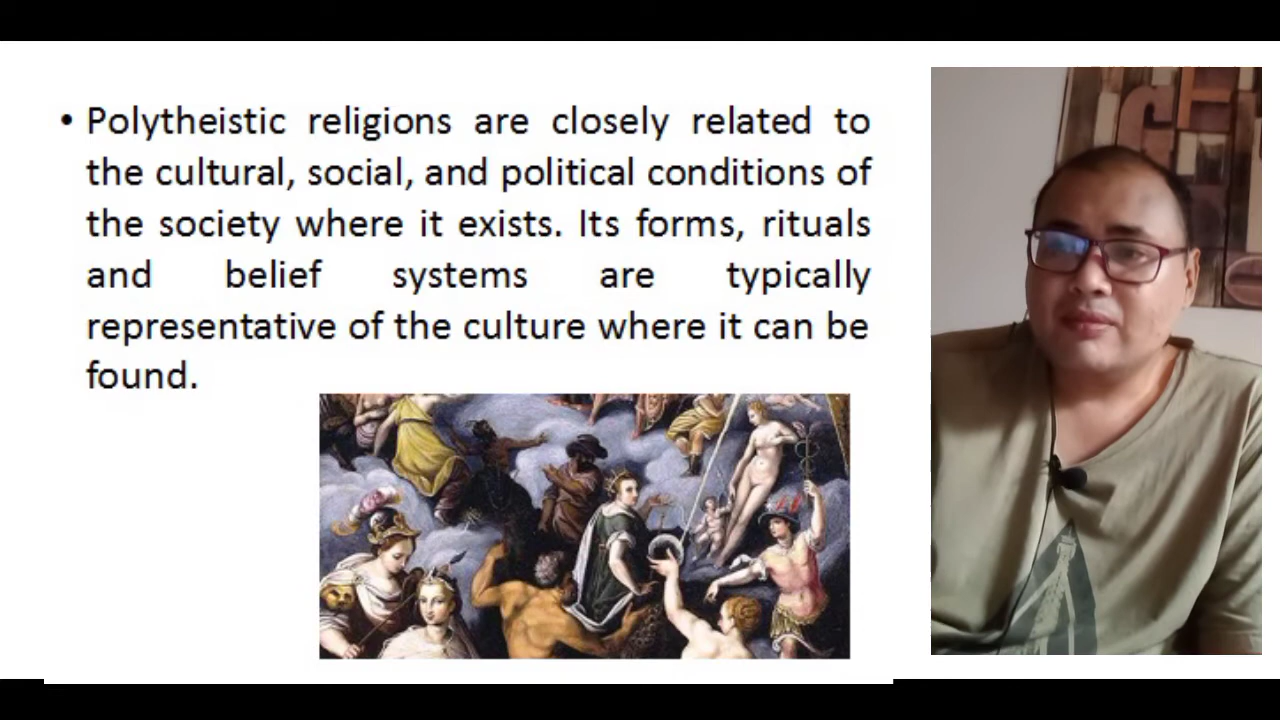 • Polytheistic religions are closely related to
the cultural, social, and political conditions of
the society where it exists. Its forms, rituals
and belief systems are typically
representative of the culture where it can be
found.